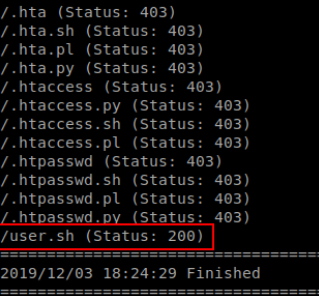 /.hta (Status: 403)
/.hta.sh (Status: 403)
/.hta.pl (Status: 403)
/.hta.py (Status: 403)
/.htaccess (Status: 403)
/.htaccess.py (Status: 403)
/.htaccess.sh (Status: 403)
/.htaccess.pl (Status: 403)
/.htpasswd (Status: 403)
/.htpasswd.sh (Status: 403)
/.htpasswd.pl (Status: 403)
/.htpasswd.py (Status: 403)
/user.sh (Status: 200)
===================================
2019/12/03 18:24:29 Finished
===================================